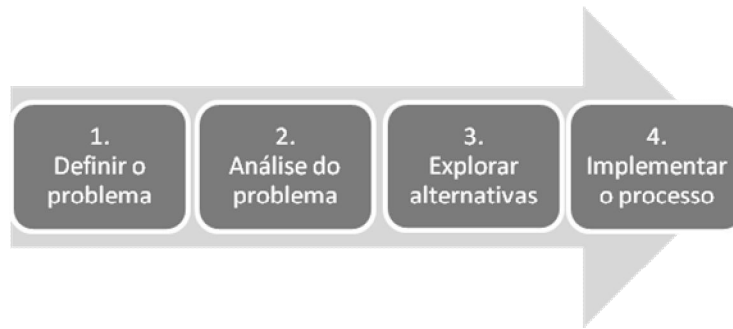 1.
Definir o
problema
2.
Análise do
problema
3.
Explorar
alternativas
4.
Implementar
o processo